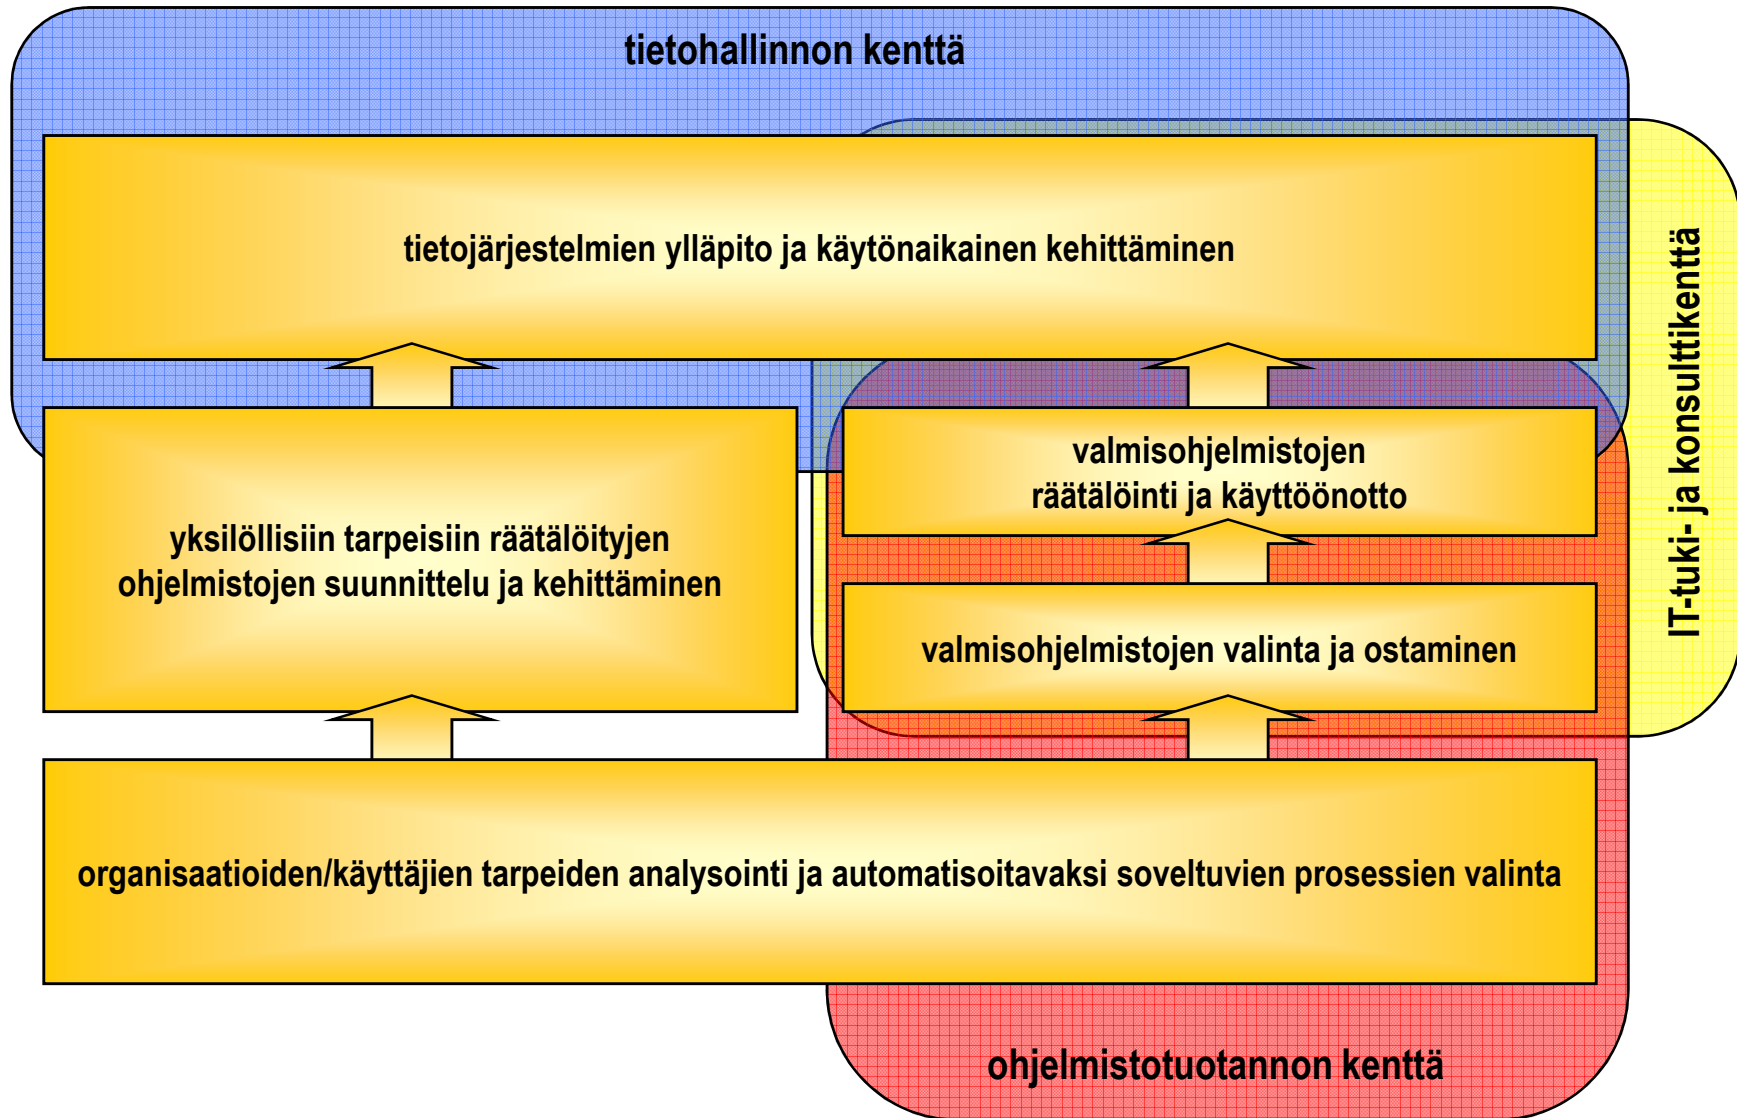 tietohallinnon kenttä
tietojärjestelmien ylläpito ja käytönaikainen kehittäminen
IT-tuki- ja konsulttikenttä
yksilöllisiin tarpeisiin räätälöityjen
ohjelmistojen suunnittelu ja kehittäminen
valmisohjelmistojen
räätälöinti ja käyttöönotto
valmisohjelmistojen valinta ja ostaminen
organisaatioiden/käyttäjien tarpeiden analysointi ja automatisoitavaksi soveltuvien prosessien valinta
ohjelmistotuotannon kenttä